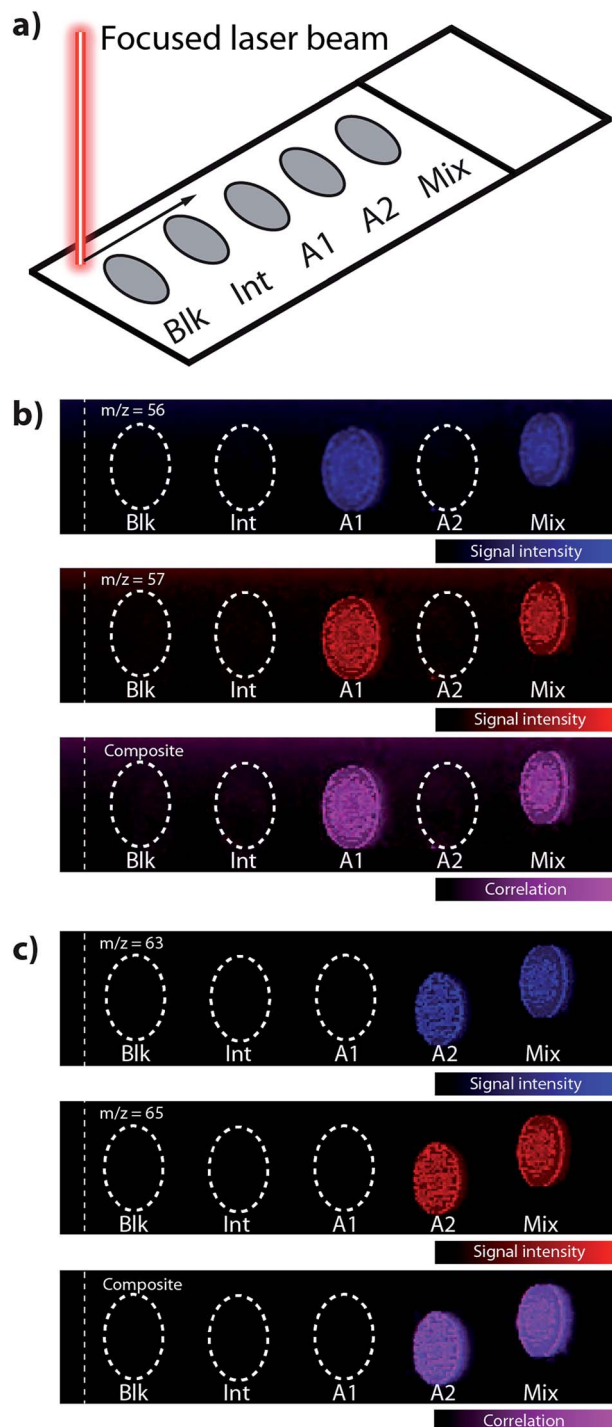 a)
Focused laser beam
Blk
Int
A1
A2
Mix
b)
m/z = 56
Blk Int A1 A2 Mix
Signal intensity
m/z = 57
Blk Int A1 A2 Mix
Signal intensity
Composite
Blk Int A1 A2 Mix
Correlation
c)
m/z = 63
Blk Int A1 A2 Mix
Signal intensity
m/z = 65
Blk Int A1 A2 Mix
Signal intensity
Composite
Blk Int A1 A2 Mix
Correlation